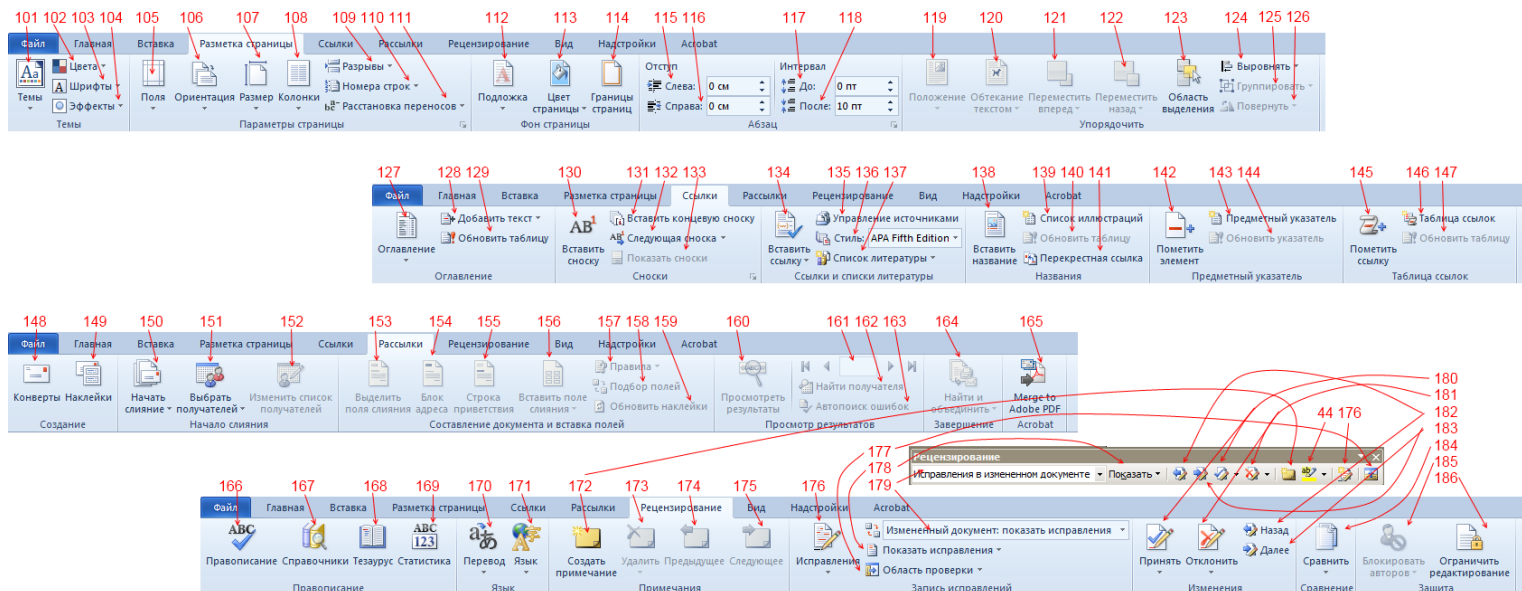 101 102 103 104 105 106 107 108 109 110 111 112 113 114 115 116 117 118 119 120 121 122 123 124 125 126
Файл Главная Вставка Разметка страницы Ссылки Рассылки Рецензирование Вид Надстройки Acrobat
Цвета Разрывы Отступ Интервал Выровнять
Шрифты Номера строк Слева: 0 см До: 0 пт Группировать
Эффекты Расстановка переносов Справа: 0 см После: 10 пт Повернуть
Темы Поля Ориентация Размер Колонки Подложка Цвет Границы Положение Обтекание Переместить Переместить Область
страницы страниц текстом вперед назад выделения
Темы Параметры страницы Фон страницы Абзац Упорядочить
127 128 129 130 131 132 133 134 135 136 137 138 139 140 141 142 143 144 145 146 147
Файл Главная Вставка Разметка страницы Ссылки Рассылки Рецензирование Вид Надстройки Acrobat
Добавить текст AB1 Вставить концевую сноску Управление источниками Список иллюстраций Предметный указатель Таблица ссылок
Обновить таблицу Следующая сноска Стиль: APA Fifth Edition Обновить таблицу Обновить указатель Обновить таблицу
Оглавление Вставить Показать сноски Вставить Список литературы Вставить Перекрестная ссылка Пометить Пометить
сноску ссылку название элемент ссылку
Оглавление Сноски Ссылки и списки литературы Названия Предметный указатель Таблица ссылок
148 149 150 151 152 153 154 155 156 157 158 159 160 161 162 163 164 165
Файл Главная Вставка Разметка страницы Ссылки Рассылки Рецензирование Вид Надстройки Acrobat
Правила
Подбор полей Найти получателя
Обновить наклейки Автопоиск ошибок
Конверты Наклейки Начать Выбрать Изменить список Выделить Блок Строка Вставить поле Просмотреть Найти и Merge to
слияние получателей получателей поля слияния адреса приветствия слияния результаты объединить Adobe PDF
Создание Начало слияния Составление документа и вставка полей Просмотр результатов Завершение Acrobat
180
181
44 176 182
183
177 184
178 185
179 186
Рецензирование
Исправления в измененном документе Показать
166 167 168 169 170 171 172 173 174 175 176
Файл Главная Вставка Разметка страницы Ссылки Рассылки Рецензирование Вид Надстройки Acrobat
ABC ABC 123
Измененный документ: показать исправления Назад
Показать исправления Далее
Область проверки
Правописание Справочники Тезаурус Статистика Перевод Язык Создать Удалить Предыдущее Следующее Исправления Принять Отклонить Сравнить Блокировать Ограничить
примечание авторов редактирование
Правописание Язык Примечания Запись исправлений Изменения Сравнение Защита